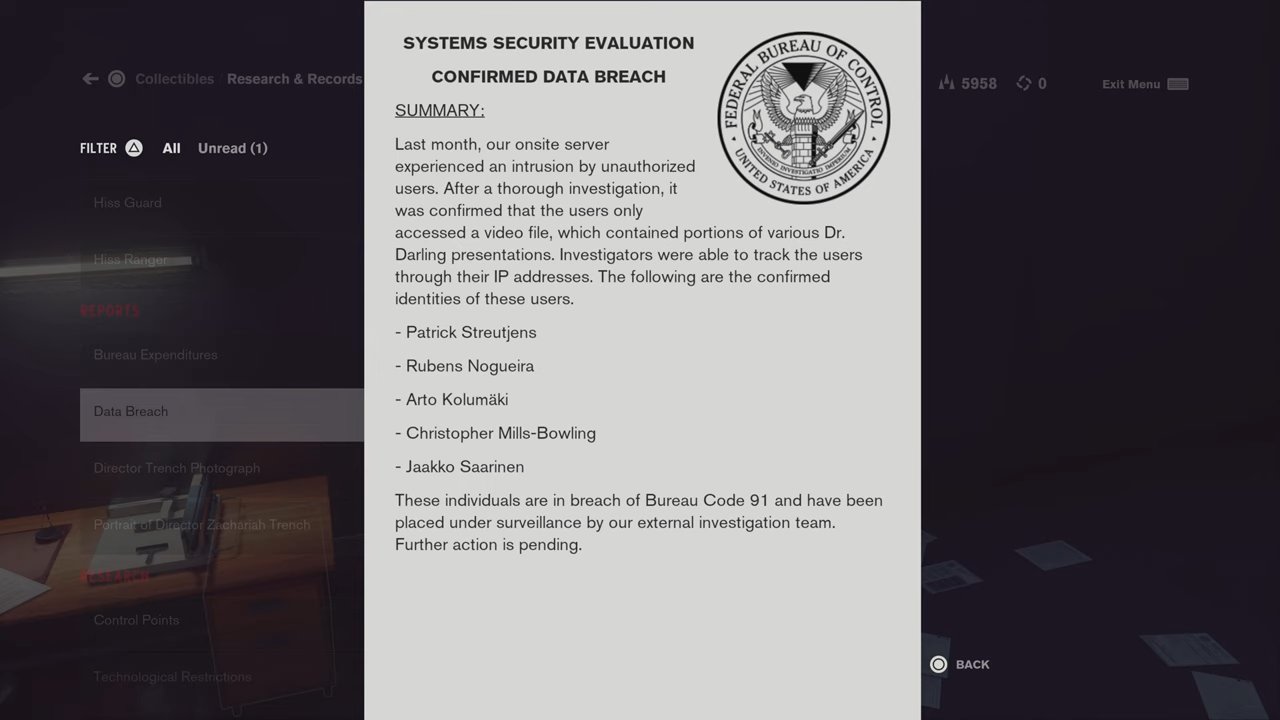 SYSTEMS SECURITY EVALUATION
CONFIRMED DATA BREACH
FEDERAL BUREAU OF CONTROL
INVENIO INVESTIGATIO IMPERIUM
UNITED STATES OF AMERICA
SUMMARY:
Last month, our onsite server
experienced an intrusion by unauthorized
users. After a thorough investigation, it
was confirmed that the users only
accessed a video file, which contained portions of various Dr.
Darling presentations. Investigators were able to track the users
through their IP addresses. The following are the confirmed
identities of these users.
- Patrick Streutjens
- Rubens Nogueira
- Arto Kolumäki
- Christopher Mills-Bowling
- Jaakko Saarinen
These individuals are in breach of Bureau Code 91 and have been
placed under surveillance by our external investigation team.
Further action is pending.
Collectibles / Research & Records
5958 0 Exit Menu
FILTER All Unread (1)
Hiss Guard
Hiss Ranger
REPORTS
Bureau Expenditures
Data Breach
Director Trench Photograph
Portrait of Director Zachariah Trench
RESEARCH
Control Points
Technological Restrictions
BACK